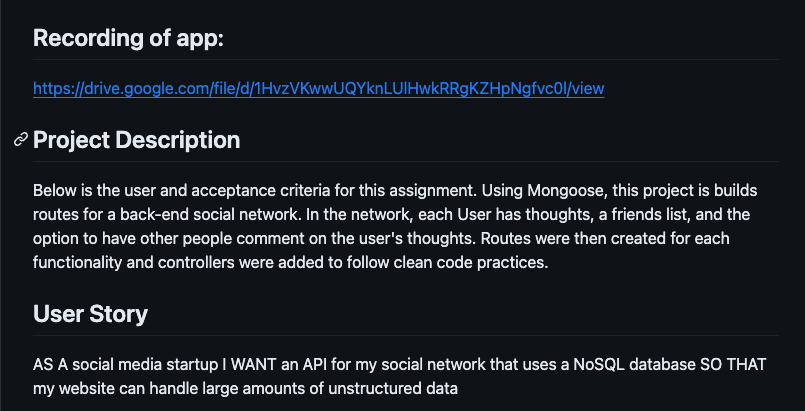 Recording of app:
https://drive.google.com/file/d/1HvzVKwwUQYknLUlHwkRRgKZHpNgfvc0l/view
Project Description
Below is the user and acceptance criteria for this assignment. Using Mongoose, this project is builds
routes for a back-end social network. In the network, each User has thoughts, a friends list, and the
option to have other people comment on the user's thoughts. Routes were then created for each
functionality and controllers were added to follow clean code practices.
User Story
AS A social media startup I WANT an API for my social network that uses a NoSQL database SO THAT
my website can handle large amounts of unstructured data